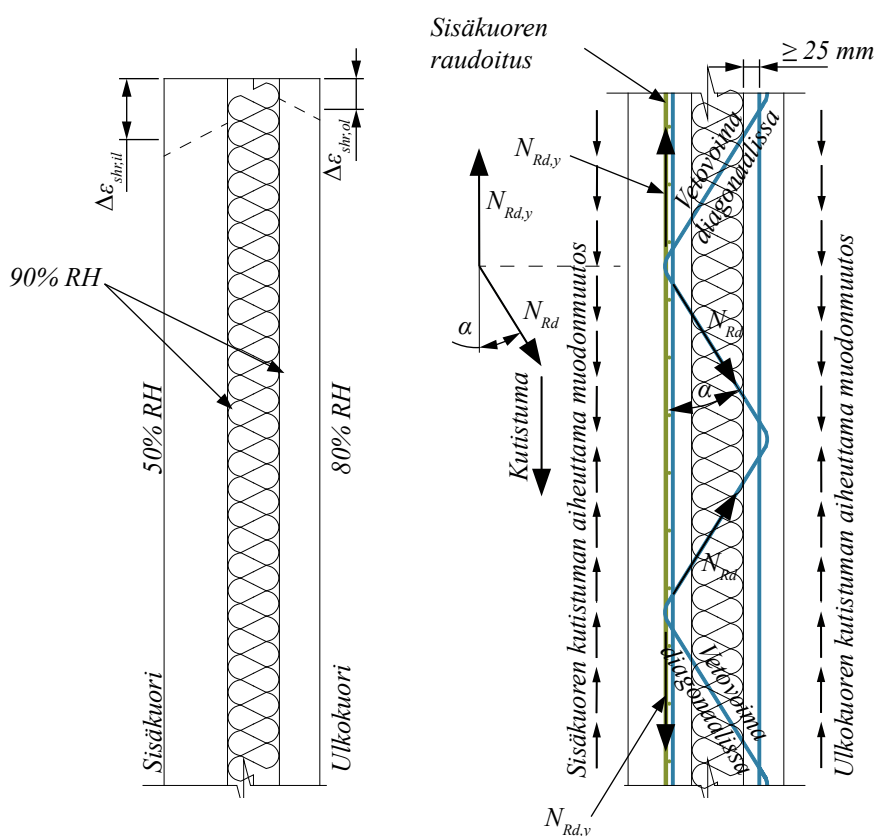 Sisäkuoren
raudoitus
≥ 25 mm
Δε_shr,il
Δε_shr,ol
N_Rd,y
N_Rd,y
Vetovoima
diagonaalissa
90% RH
α
N_Rd
N_Rd
α
Kutistuma
50% RH
80% RH
Sisäkuori
Ulkokuori
Sisäkuoren kutistuman aiheuttama muodonmuutos
Ulkokuoren kutistuman aiheuttama muodonmuutos
N_Rd
Vetovoima
diagonaalissa
N_Rd,y